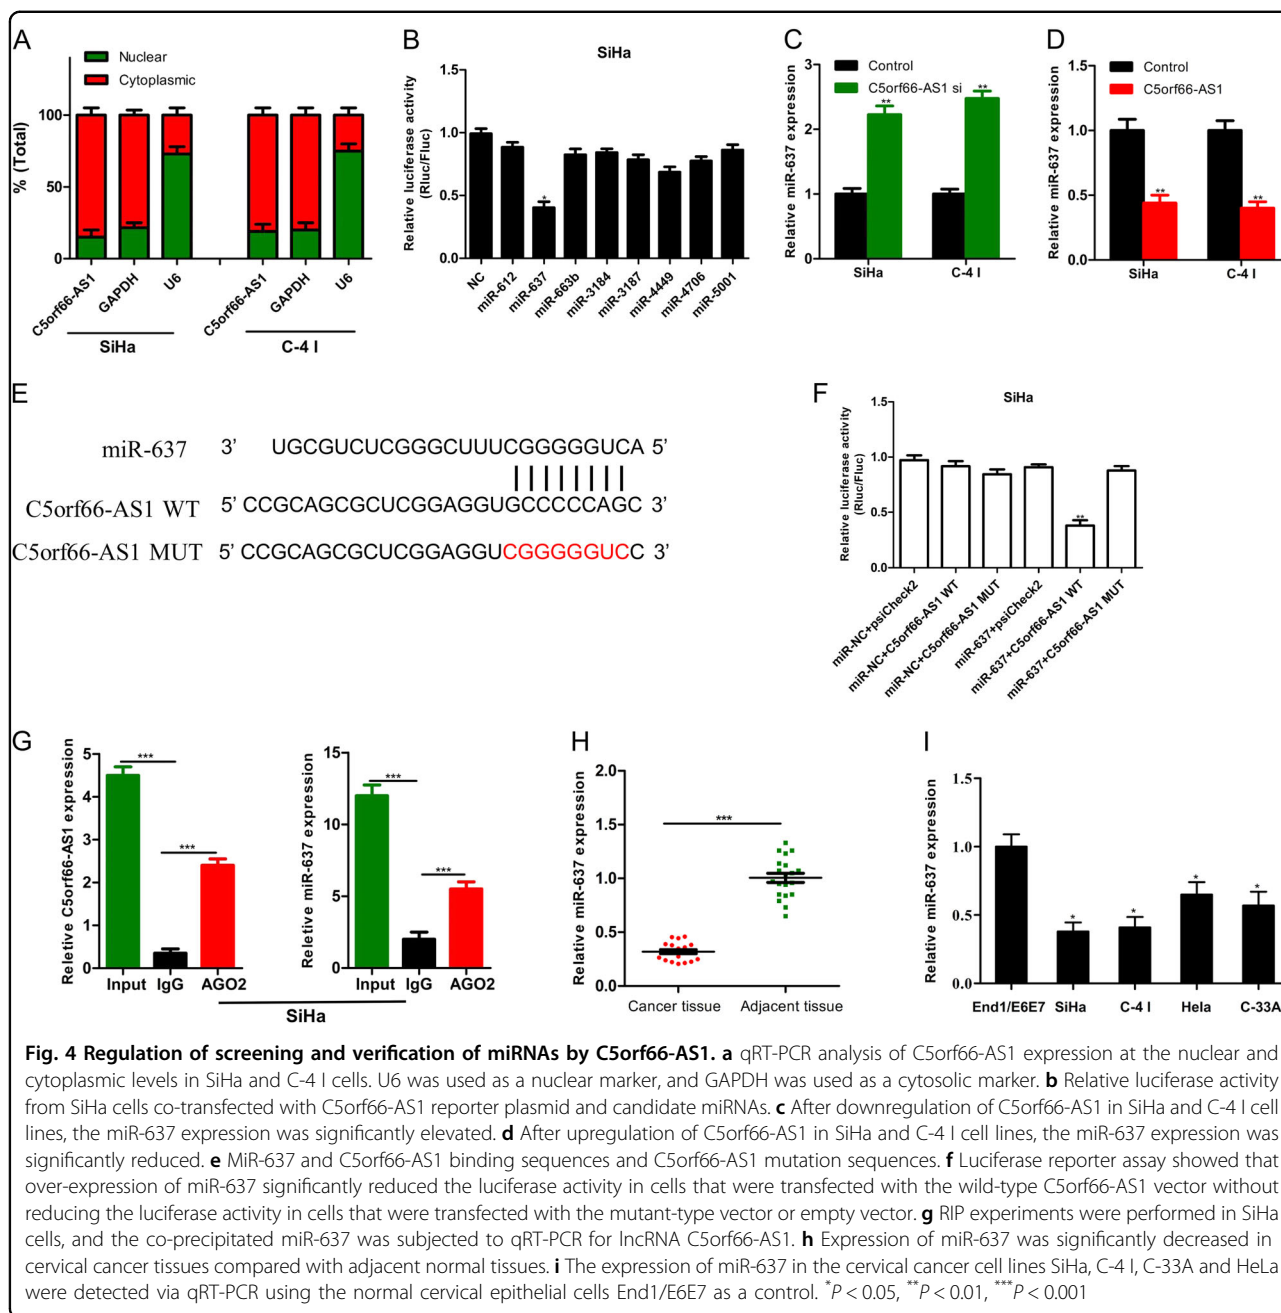 A
Nuclear
Cytoplasmic
% (Total)
100
50
0
C5orf66-AS1
GAPDH
U6
C5orf66-AS1
GAPDH
U6
SiHa
C-4 I
B
SiHa
Relative luciferase activity
(Rluc/Fluc)
1.5
1.0
0.5
0.0
*
NC
miR-612
miR-637
miR-663b
miR-3184
miR-3187
miR-4449
miR-4706
miR-5001
C
Control
C5orf66-AS1 si
Relative miR-637 expression
3
2
1
0
**
**
SiHa
C-4 I
D
Control
C5orf66-AS1
Relative miR-637 expression
1.5
1.0
0.5
0.0
**
**
SiHa
C-4 I
E
miR-637 3’ UGCGUCUCGGGCUUUCGGGGGUCA 5’
C5orf66-AS1 WT 5’ CCGCAGCGCUCGGAGGUGCCCCCAGC 3’
C5orf66-AS1 MUT 5’ CCGCAGCGCUCGGAGGUCGGGGGUCC 3’
F
SiHa
Relative luciferase activity
(Rluc/Fluc)
1.5
1.0
0.5
0.0
**
miR-NC+psiCheck2
miR-NC+C5orf66-AS1 WT
miR-NC+C5orf66-AS1 MUT
miR-637+psiCheck2
miR-637+C5orf66-AS1 WT
miR-637+C5orf66-AS1 MUT
G
Reletive C5orf66-AS1 expression
5
4
3
2
1
0
***
***
Input
IgG
AGO2
Reletive miR-637 expression
15
10
5
0
***
***
Input
IgG
AGO2
SiHa
H
Relative miR-637 expression
2.0
1.5
1.0
0.5
0.0
***
Cancer tissue
Adjacent tissue
I
Relative miR-637 expression
1.5
1.0
0.5
0.0
*
*
*
*
End1/E6E7
SiHa
C-4 I
Hela
C-33A
Fig. 4 Regulation of screening and verification of miRNAs by C5orf66-AS1. a qRT-PCR analysis of C5orf66-AS1 expression at the nuclear and
cytoplasmic levels in SiHa and C-4 I cells. U6 was used as a nuclear marker, and GAPDH was used as a cytosolic marker. b Relative luciferase activity
from SiHa cells co-transfected with C5orf66-AS1 reporter plasmid and candidate miRNAs. c After downregulation of C5orf66-AS1 in SiHa and C-4 I cell
lines, the miR-637 expression was significantly elevated. d After upregulation of C5orf66-AS1 in SiHa and C-4 I cell lines, the miR-637 expression was
significantly reduced. e MiR-637 and C5orf66-AS1 binding sequences and C5orf66-AS1 mutation sequences. f Luciferase reporter assay showed that
over-expression of miR-637 significantly reduced the luciferase activity in cells that were transfected with the wild-type C5orf66-AS1 vector without
reducing the luciferase activity in cells that were transfected with the mutant-type vector or empty vector. g RIP experiments were performed in SiHa
cells, and the co-precipitated miR-637 was subjected to qRT-PCR for lncRNA C5orf66-AS1. h Expression of miR-637 was significantly decreased in
cervical cancer tissues compared with adjacent normal tissues. i The expression of miR-637 in the cervical cancer cell lines SiHa, C-4 I, C-33A and HeLa
were detected via qRT-PCR using the normal cervical epithelial cells End1/E6E7 as a control. *P < 0.05, **P < 0.01, ***P < 0.001